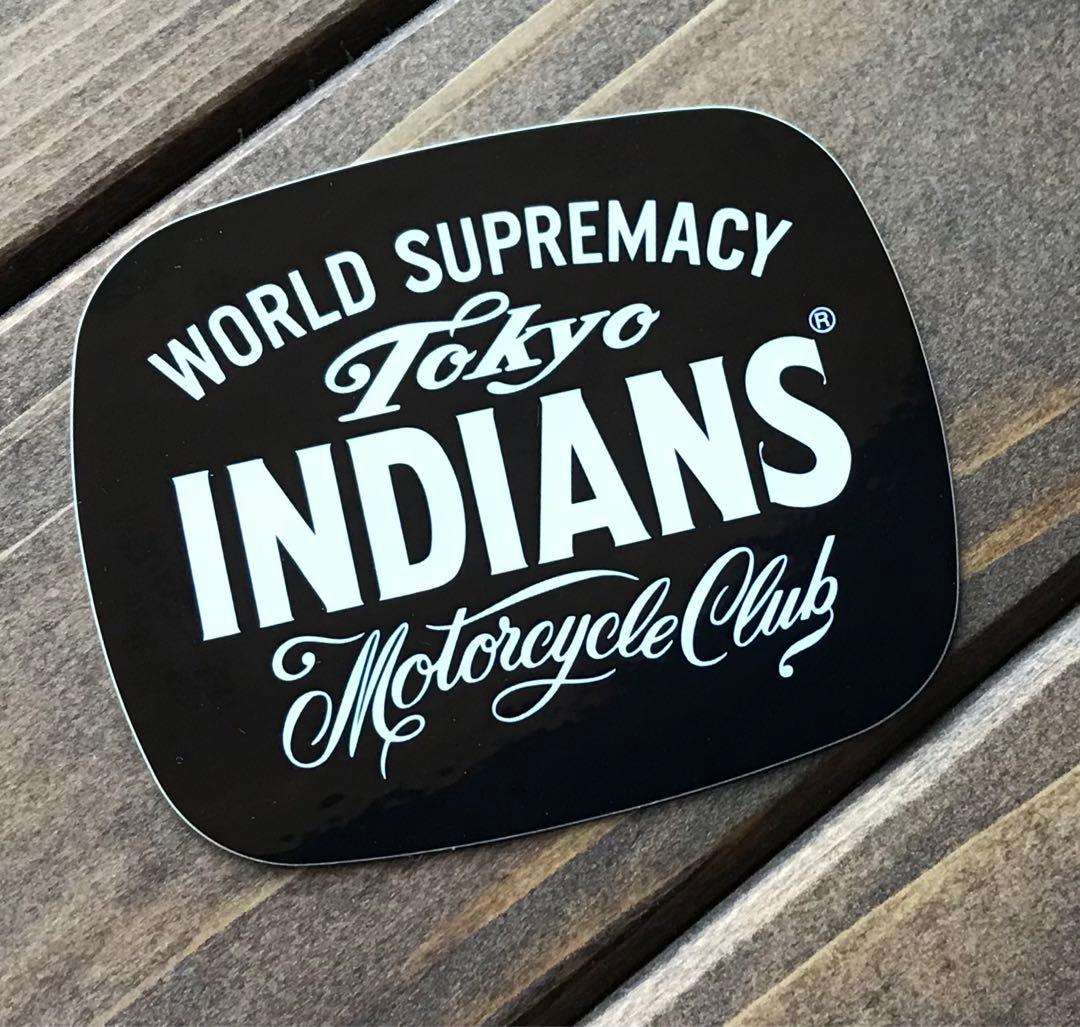 WORLD SUPREMACY
Tokyo
INDIANS®
Motorcycle Club